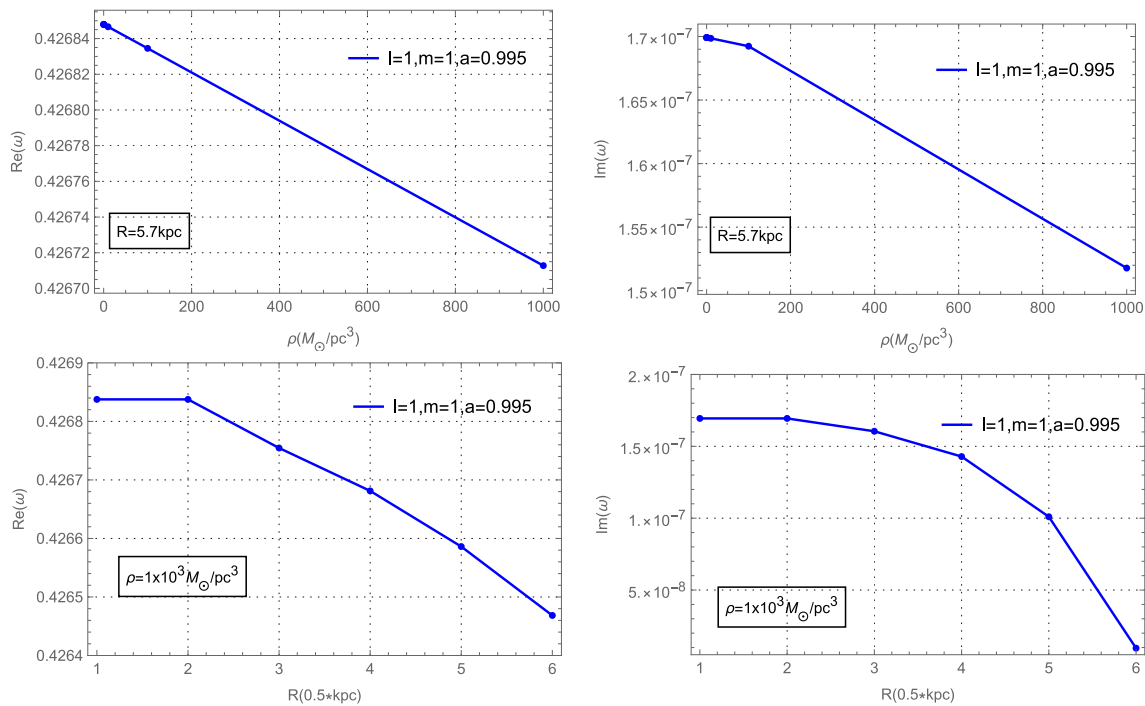 0.42684
0.42682
0.42680
0.42678
0.42676
0.42674
0.42672
0.42670
Re(ω)
l=1,m=1,a=0.995
R=5.7kpc
0 200 400 600 800 1000
ρ(M⊙/pc³)
1.7×10⁻⁷
1.65×10⁻⁷
1.6×10⁻⁷
1.55×10⁻⁷
1.5×10⁻⁷
Im(ω)
l=1,m=1,a=0.995
R=5.7kpc
0 200 400 600 800 1000
ρ(M⊙/pc³)
0.4269
0.4268
0.4267
0.4266
0.4265
0.4264
Re(ω)
l=1,m=1,a=0.995
ρ=1x10³M⊙/pc³
1 2 3 4 5 6
R(0.5*kpc)
2.×10⁻⁷
1.5×10⁻⁷
1.×10⁻⁷
5.×10⁻⁸
Im(ω)
l=1,m=1,a=0.995
ρ=1x10³M⊙/pc³
1 2 3 4 5 6
R(0.5*kpc)